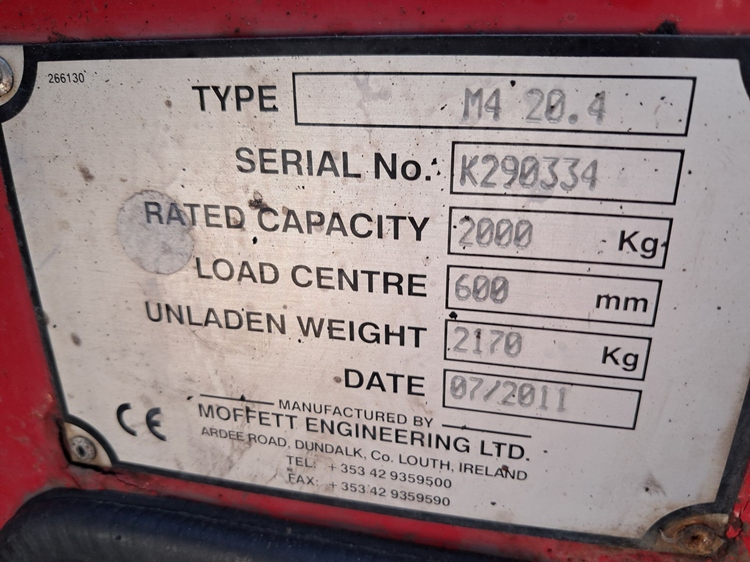 266130
TYPE M4 20.4
SERIAL No. K290334
RATED CAPACITY 2000 Kg
LOAD CENTRE 600 mm
UNLADEN WEIGHT 2170 Kg
DATE 07/2011
MANUFACTURED BY
CE MOFFETT ENGINEERING LTD.
ARDEE ROAD, DUNDALK, Co. LOUTH, IRELAND
TEL: +353 42 9359500
FAX: +353 42 9359590